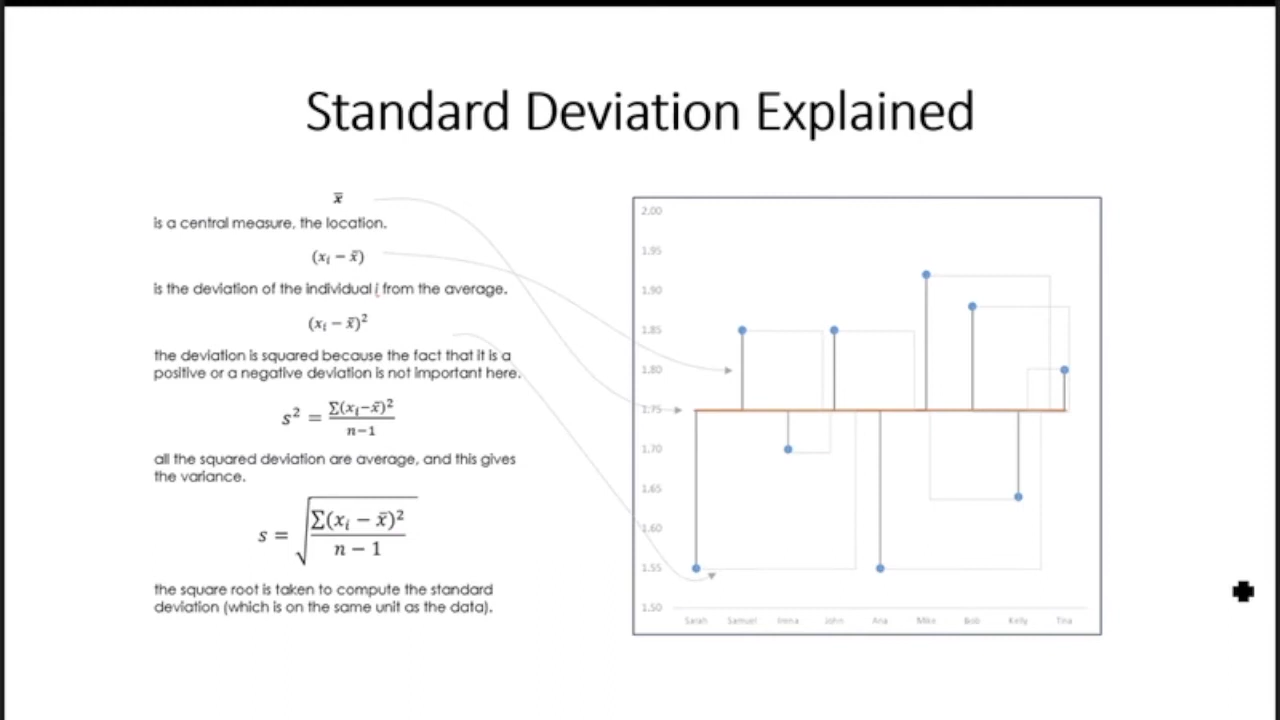 Standard Deviation Explained
x̄
is a central measure, the location.
(xᵢ − x̄)
is the deviation of the individual i from the average.
(xᵢ − x̄)²
the deviation is squared because the fact that it is a
positive or a negative deviation is not important here.
s² = Σ(xᵢ−x̄)² / n−1
all the squared deviation are average, and this gives
the variance.
s = √(Σ(xᵢ − x̄)² / n − 1)
the square root is taken to compute the standard
deviation (which is on the same unit as the data).
2.00
1.95
1.90
1.85
1.80
1.75
1.70
1.65
1.60
1.55
1.50
Sarah Samuel Irena John Ana Mike Bob Kelly Tina